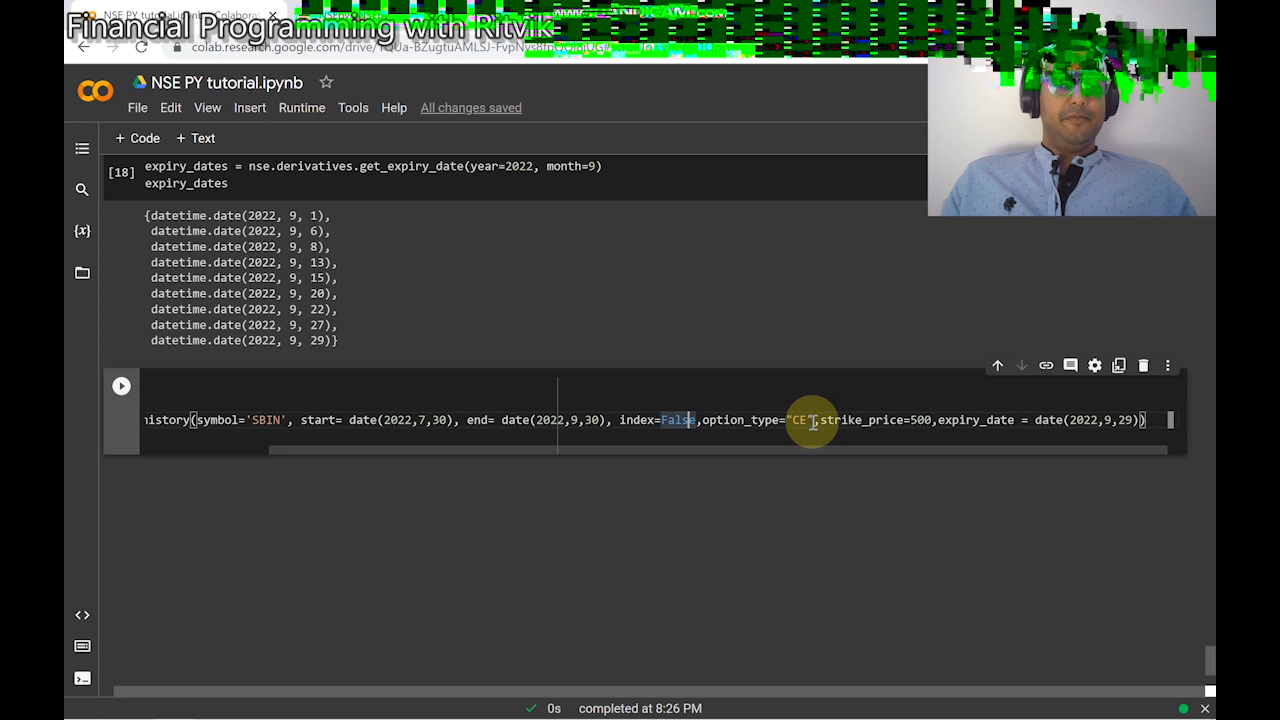 Financial Programming with Ritvik
NSE PY tutorial.ipynb
File Edit View Insert Runtime Tools Help All changes saved
+ Code + Text
[18]
expiry_dates = nse.derivatives.get_expiry_date(year=2022, month=9)
expiry_dates
{datetime.date(2022, 9, 1),
datetime.date(2022, 9, 6),
datetime.date(2022, 9, 8),
datetime.date(2022, 9, 13),
datetime.date(2022, 9, 15),
datetime.date(2022, 9, 20),
datetime.date(2022, 9, 22),
datetime.date(2022, 9, 27),
datetime.date(2022, 9, 29)}
history(symbol='SBIN', start= date(2022,7,30), end= date(2022,9,30), index=False,option_type="CE",strike_price=500,expiry_date = date(2022,9,29))
0s completed at 8:26 PM